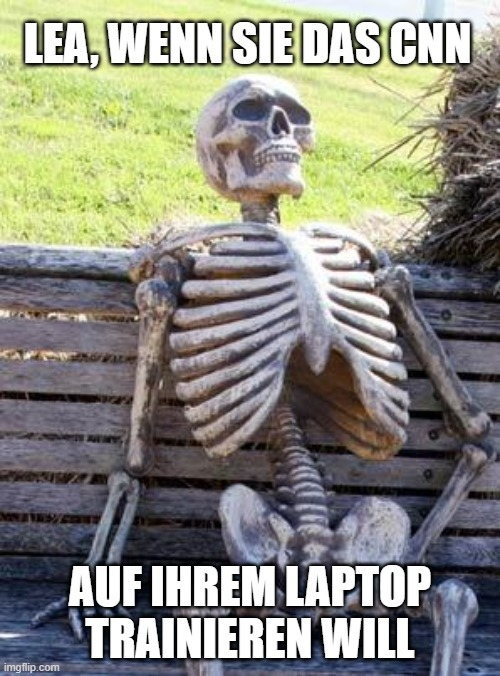 LEA, WENN SIE DAS CNN
AUF IHREM LAPTOP
TRAINIEREN WILL
imgflip.com